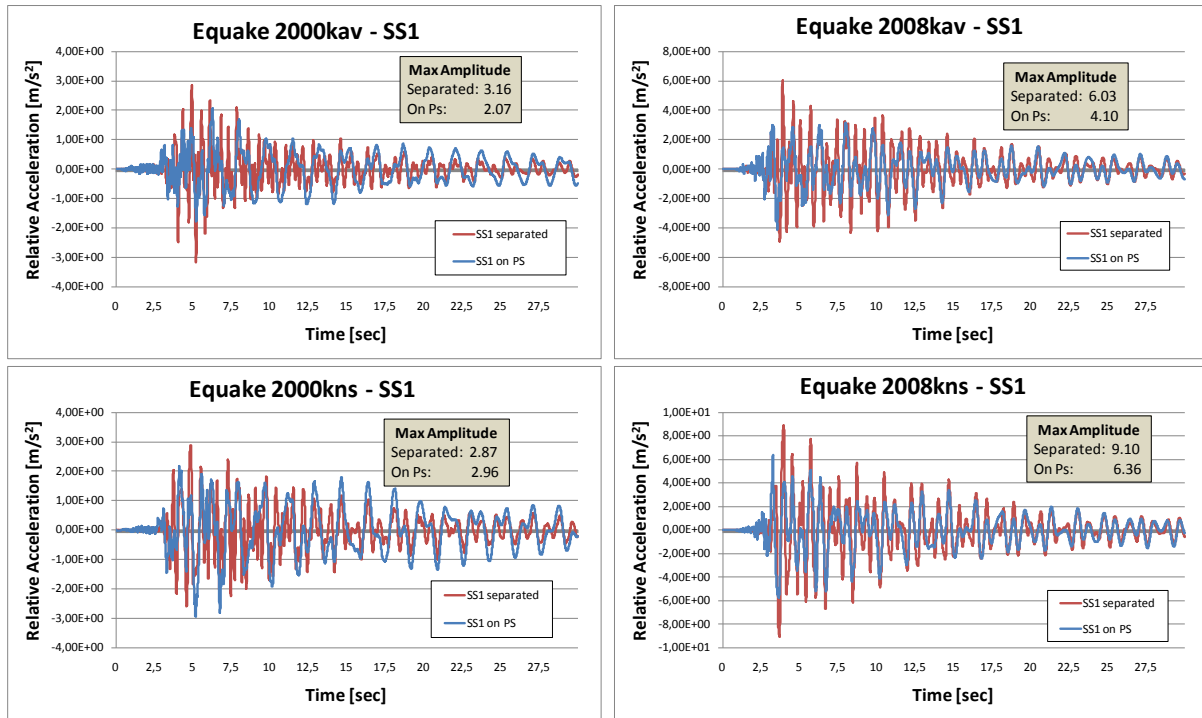 Equake 2000kav - SS1
Relative Acceleration [m/s²]
4,00E+00
3,00E+00
2,00E+00
1,00E+00
0,00E+00
-1,00E+00
-2,00E+00
-3,00E+00
-4,00E+00
Max Amplitude
Separated: 3.16
On Ps: 2.07
SS1 separated
SS1 on PS
0 2,5 5 7,5 10 12,5 15 17,5 20 22,5 25 27,5
Time [sec]
Equake 2008kav - SS1
Relative Acceleration [m/s²]
8,00E+00
6,00E+00
4,00E+00
2,00E+00
0,00E+00
-2,00E+00
-4,00E+00
-6,00E+00
-8,00E+00
Max Amplitude
Separated: 6.03
On Ps: 4.10
SS1 separated
SS1 on PS
0 2,5 5 7,5 10 12,5 15 17,5 20 22,5 25 27,5
Time [sec]
Equake 2000kns - SS1
Relative Acceleration [m/s²]
4,00E+00
3,00E+00
2,00E+00
1,00E+00
0,00E+00
-1,00E+00
-2,00E+00
-3,00E+00
-4,00E+00
Max Amplitude
Separated: 2.87
On Ps: 2.96
SS1 separated
SS1 on PS
0 2,5 5 7,5 10 12,5 15 17,5 20 22,5 25 27,5
Time [sec]
Equake 2008kns - SS1
Relative Acceleration [m/s²]
1,00E+01
8,00E+00
6,00E+00
4,00E+00
2,00E+00
0,00E+00
-2,00E+00
-4,00E+00
-6,00E+00
-8,00E+00
-1,00E+01
Max Amplitude
Separated: 9.10
On Ps: 6.36
SS1 separated
SS1 on PS
0 2,5 5 7,5 10 12,5 15 17,5 20 22,5 25 27,5
Time [sec]